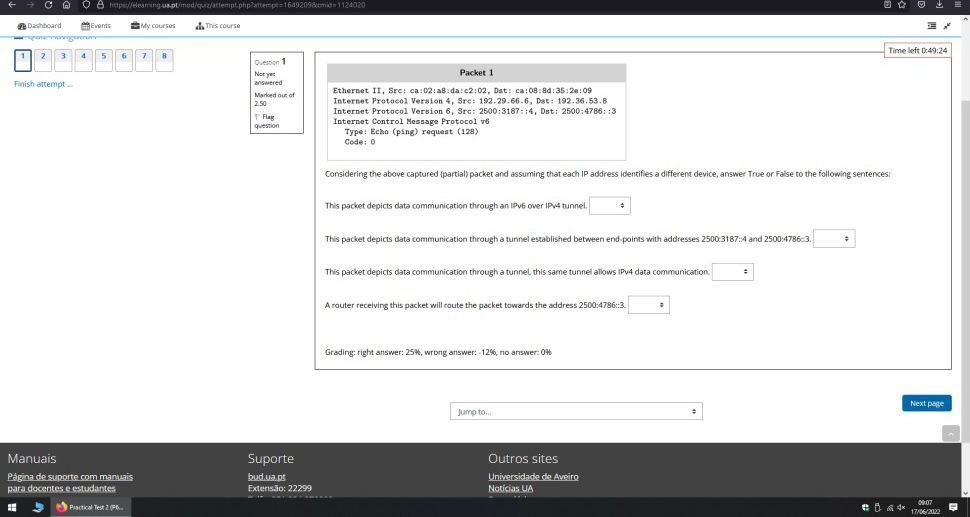 https://elearning.ua.pt/mod/quiz/attempt.php?attempt=1649209&cmid=1124020
Dashboard Events My courses This course
Quiz navigation
1 2 3 4 5 6 7 8
Finish attempt ...
Time left 0:49:24
Question 1
Not yet
answered
Marked out of
2.50
Flag
question
Packet 1
Ethernet II, Src: ca:02:a8:da:c2:02, Dst: ca:08:8d:35:2e:09
Internet Protocol Version 4, Src: 192.29.66.6, Dst: 192.36.53.8
Internet Protocol Version 6, Src: 2500:3187::4, Dst: 2500:4786::3
Internet Control Message Protocol v6
Type: Echo (ping) request (128)
Code: 0
Considering the above captured (partial) packet and assuming that each IP address identifies a different device, answer True or False to the following sentences:
This packet depicts data communication through an IPv6 over IPv4 tunnel.
This packet depicts data communication through a tunnel established between end-points with addresses 2500:3187::4 and 2500:4786::3.
This packet depicts data communication through a tunnel, this same tunnel allows IPv4 data communication.
A router receiving this packet will route the packet towards the address 2500:4786::3.
Grading: right answer: 25%, wrong answer: -12%, no answer: 0%
Jump to...
Next page
Manuais
Página de suporte com manuais
para docentes e estudantes
Suporte
bud.ua.pt
Extensão: 22299
Outros sites
Universidade de Aveiro
Notícias UA
Practical Test 2 (P6...
09:07
17/06/2022